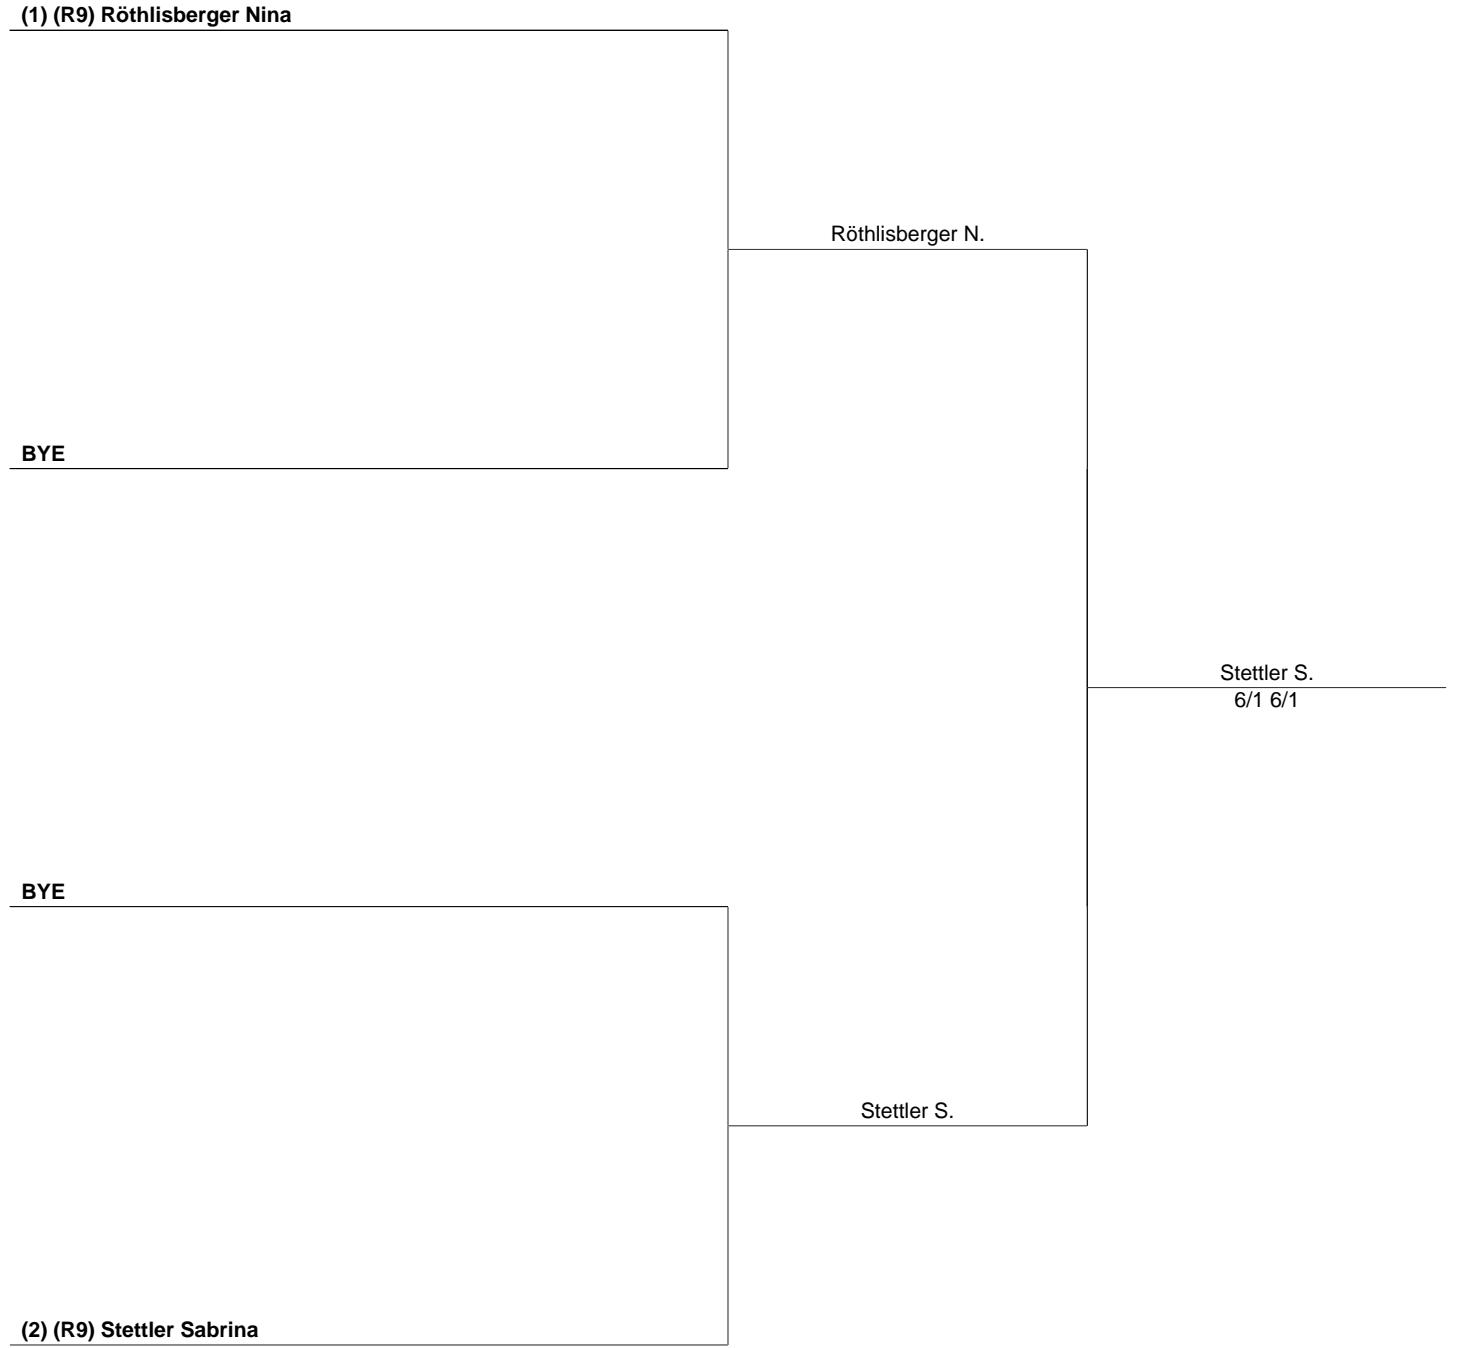 (1) (R9) Röthlisberger Nina
Röthlisberger N.
BYE
Stettler S.
6/1 6/1
BYE
Stettler S.
(2) (R9) Stettler Sabrina